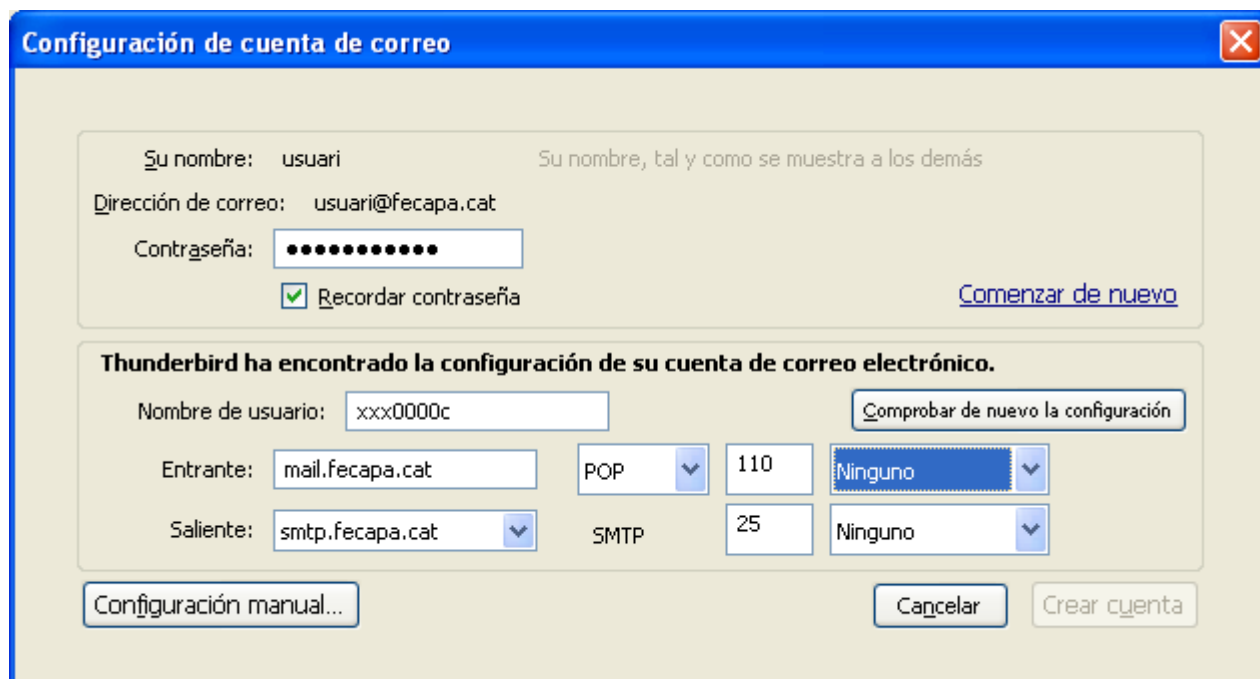 Configuración de cuenta de correo
Su nombre: usuari Su nombre, tal y como se muestra a los demás
Dirección de correo: usuari@fecapa.cat
Contraseña: ●●●●●●●●●●●
Recordar contraseña
Comenzar de nuevo
Thunderbird ha encontrado la configuración de su cuenta de correo electrónico.
Nombre de usuario: xxx0000c Comprobar de nuevo la configuración
Entrante: mail.fecapa.cat POP 110 Ninguno
Saliente: smtp.fecapa.cat SMTP 25 Ninguno
Configuración manual... Cancelar Crear cuenta